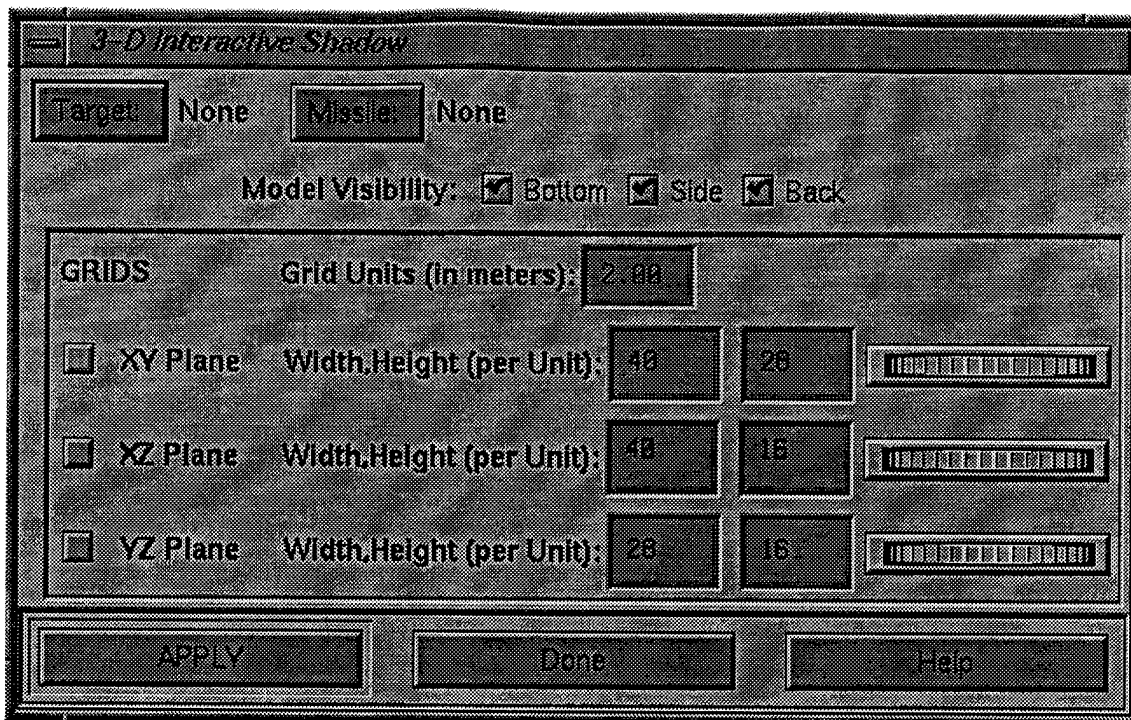 3-D Interactive Shadow
Target: None Missile: None
Model Visibility: Bottom Side Back
GRIDS Grid Units (in meters): 2.00
XY Plane Width,Height (per Unit): 40 28
XZ Plane Width,Height (per Unit): 40 16
YZ Plane Width,Height (per Unit): 28 16
APPLY Done Help